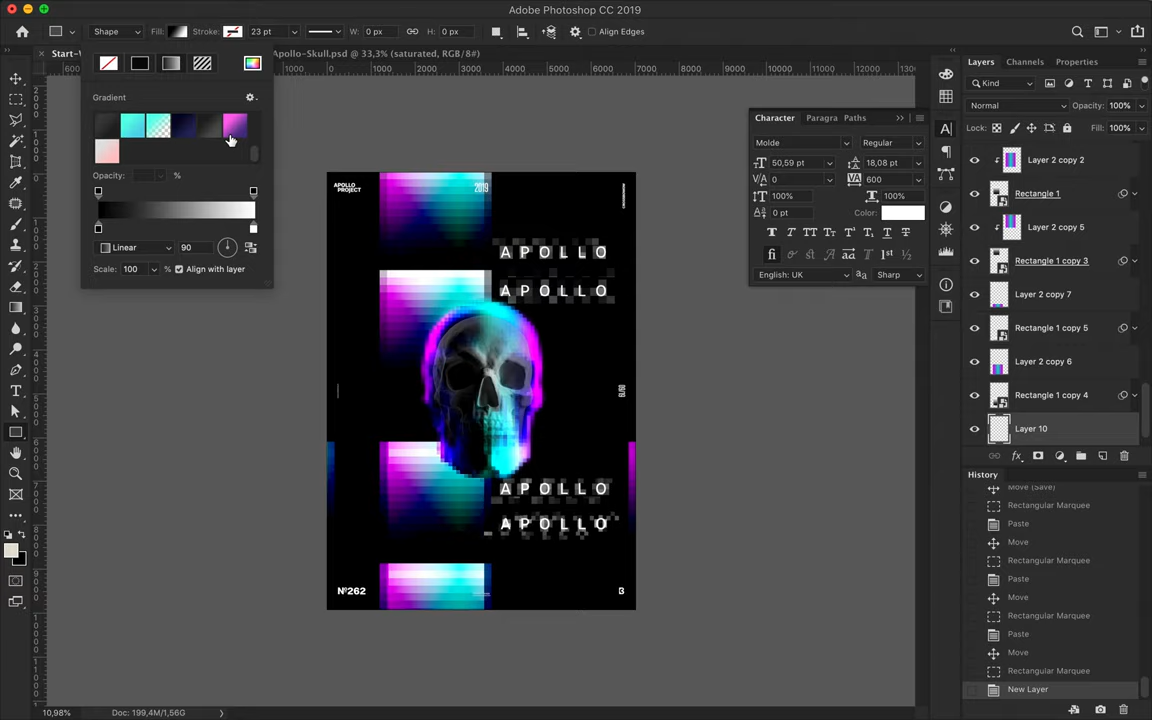 Adobe Photoshop CC 2019
Shape
Fill:
Stroke:
23 pt
W: 0 px
H: 0 px
Align Edges
Start-
Apollo-Skull.psd @ 33,3% (saturated, RGB/8#)
Gradient
Opacity:
%
Linear
90
Scale: 100
%
Align with layer
APOLLO
PROJECT
2019
APOLLO
APOLLO
APOLLO
APOLLO
Nº262
Character
Properties
Paths
Molde
Regular
50,59 pt
18,08 pt
0
600
100%
100%
0 pt
Color:
English: UK
Sharp
Layers
Channels
Properties
Kind
Normal
Opacity: 100%
Lock:
Fill: 100%
Layer 2 copy 2
Rectangle 1
Layer 2 copy 5
Rectangle 1 copy 3
Layer 2 copy 7
Rectangle 1 copy 5
Layer 2 copy 6
Rectangle 1 copy 4
Layer 10
History
Move (Save)
Rectangular Marquee
Paste
Move
Rectangular Marquee
Paste
Move
Rectangular Marquee
Paste
Move
Rectangular Marquee
New Layer
10,98%
Doc: 199,4M/1,56G